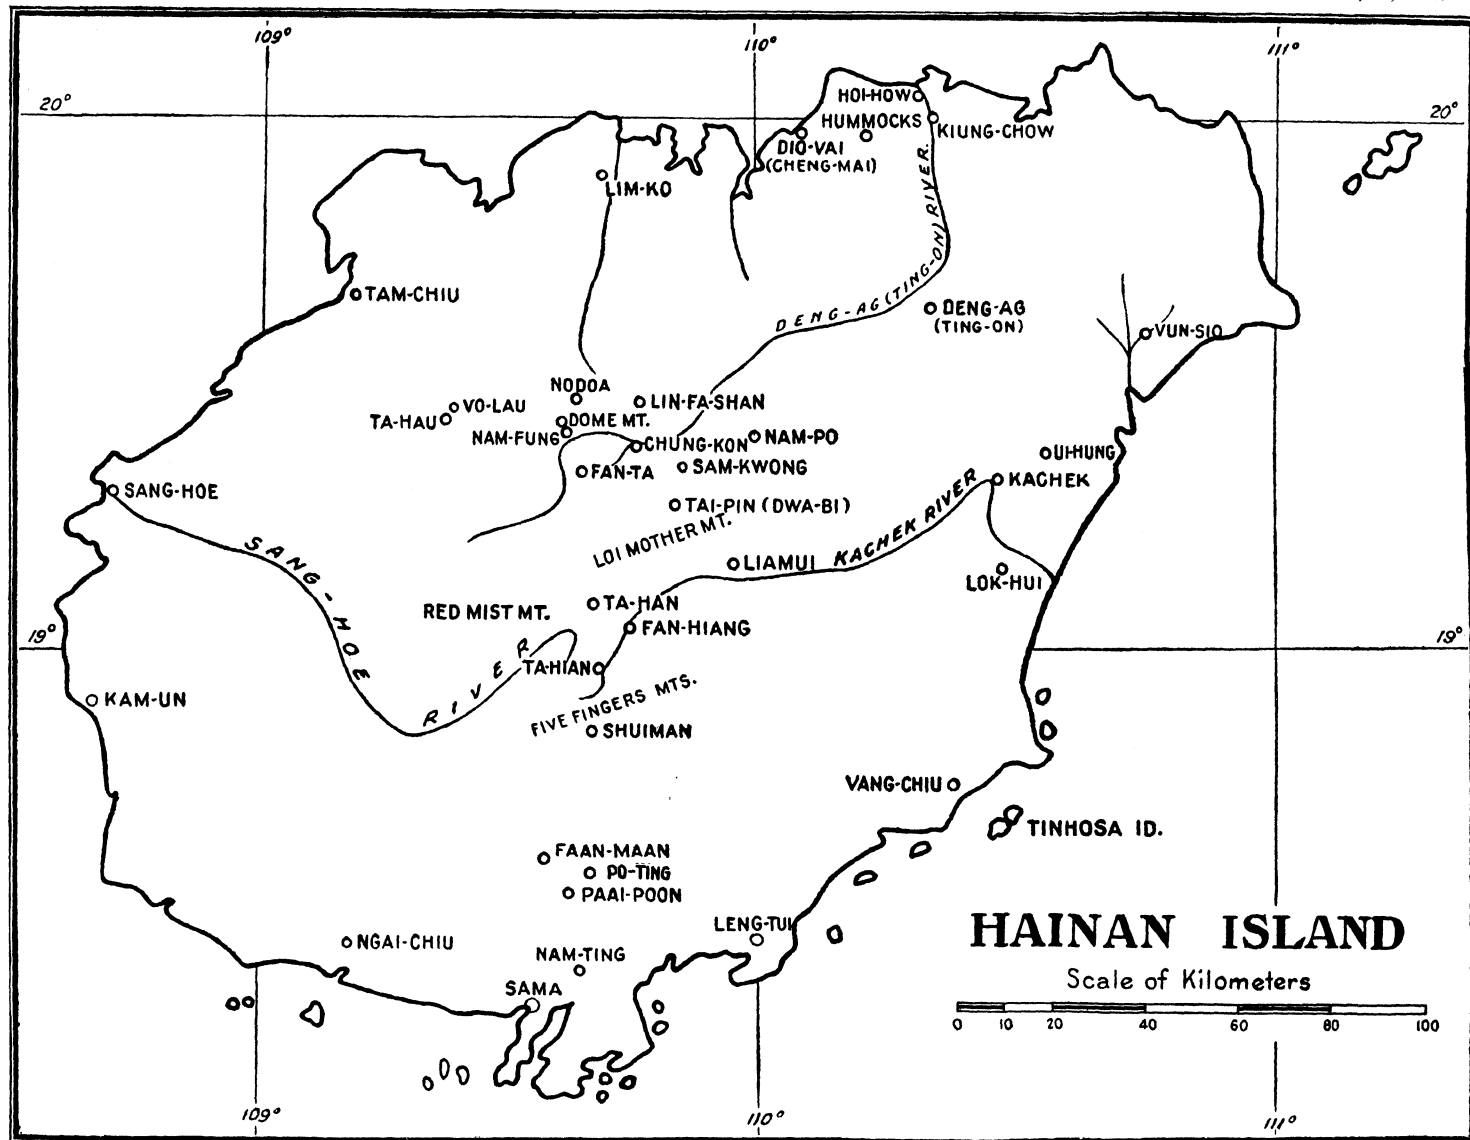 109° 110° 111°
20° 20°
HOI-HOW
HUMMOCKS
KIUNG-CHOW
DIO-VAI
(CHENG-MAI)
LIM-KO
DENG-AG (TING-ON) RIVER.
TAM-CHIU
DENG-AG
(TING-ON)
VUN-SIO
NODOA
VO-LAU
LIN-FA-SHAN
TA-HAU
DOME MT.
NAM-FUNG
CHUNG-KON
NAM-PO
FAN-TA
SAM-KWONG
UI-HUNG
KACHEK
SANG-HOE
TAI-PIN (DWA-BI)
LOI MOTHER MT.
KACHEK RIVER
LIAMUI
LOK-HUI
SANG-HOE RIVER
TA-HAN
RED MIST MT.
FAN-HIANG
19° 19°
TA-HIAN
KAM-UN
FIVE FINGERS MTS.
SHUIMAN
VANG-CHIU
TINHOSA ID.
FAAN-MAAN
PO-TING
PAAI-POON
LENG-TUI
NGAI-CHIU
NAM-TING
SAMA
HAINAN ISLAND
Scale of Kilometers
0 10 20 40 60 80 100
109° 110° 111°